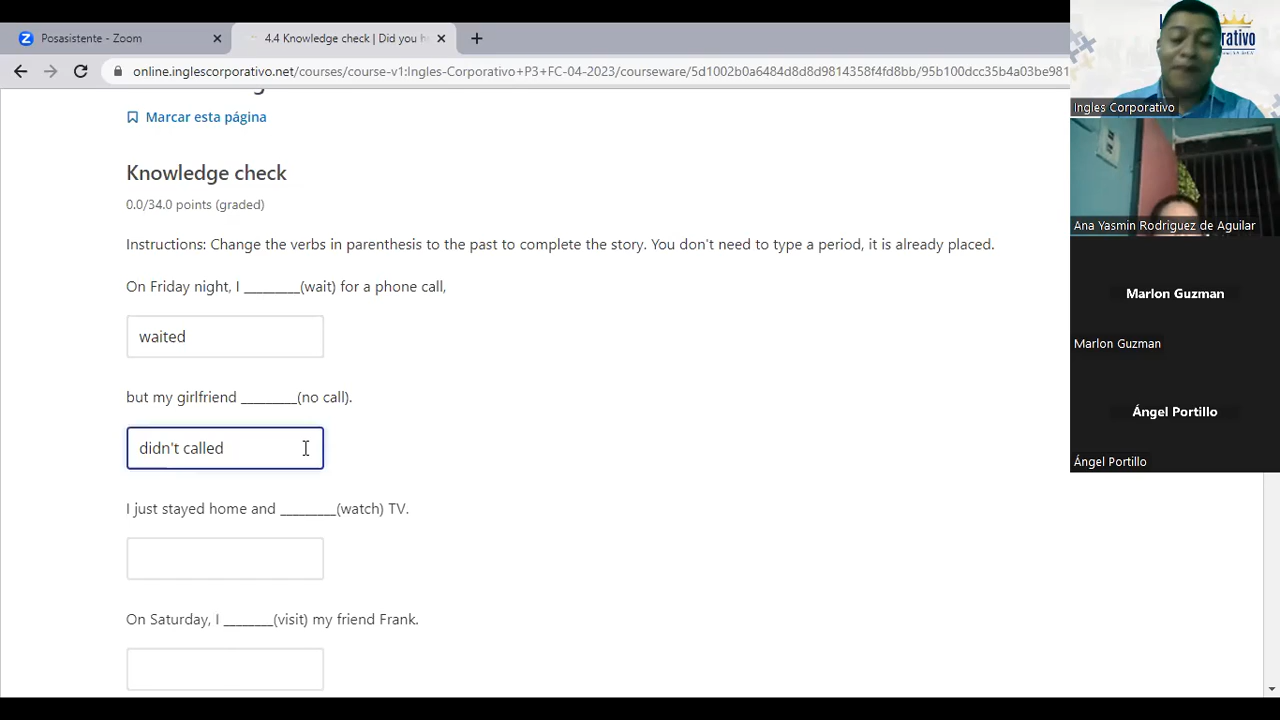 Posasistente - Zoom
4.4 Knowledge check | Did you h
online.inglescorporativo.net/courses/course-v1:Ingles-Corporativo+P3+FC-04-2023/courseware/5d1002b0a6484d8d8d9814358f4fd8bb/95b100dcc35b4a03be981
Marcar esta página
Knowledge check
0.0/34.0 points (graded)
Instructions: Change the verbs in parenthesis to the past to complete the story. You don't need to type a period, it is already placed.
On Friday night, I _________(wait) for a phone call,
waited
but my girlfriend _________(no call).
didn't called
I just stayed home and _________(watch) TV.
On Saturday, I ________(visit) my friend Frank.
rativo
Ingles Corporativo
Ana Yasmin Rodriguez de Aguilar
Marlon Guzman
Marlon Guzman
Ángel Portillo
Ángel Portillo